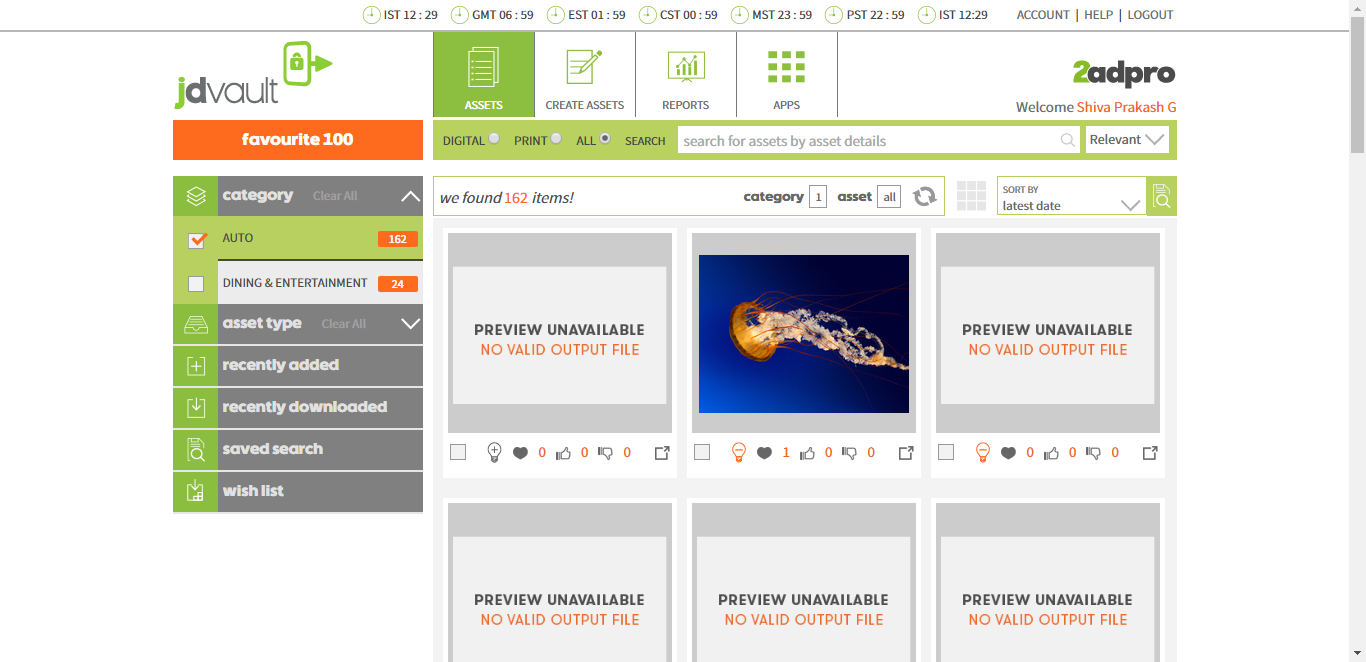 IST 12 : 29 GMT 06 : 59 EST 01 : 59 CST 00 : 59 MST 23 : 59 PST 22 : 59 IST 12:29 ACCOUNT | HELP | LOGOUT
jdvault
ASSETS
CREATE ASSETS
REPORTS
APPS
2adpro
Welcome Shiva Prakash G
favourite 100
DIGITAL PRINT ALL SEARCH search for assets by asset details Relevant
category Clear All
AUTO 162
DINING & ENTERTAINMENT 24
asset type Clear All
recently added
recently downloaded
saved search
wish list
we found 162 items! category 1 asset all
SORT BY
latest date
PREVIEW UNAVAILABLE
NO VALID OUTPUT FILE
PREVIEW UNAVAILABLE
NO VALID OUTPUT FILE
0 0 0
1 0 0
0 0 0
PREVIEW UNAVAILABLE
NO VALID OUTPUT FILE
PREVIEW UNAVAILABLE
NO VALID OUTPUT FILE
PREVIEW UNAVAILABLE
NO VALID OUTPUT FILE